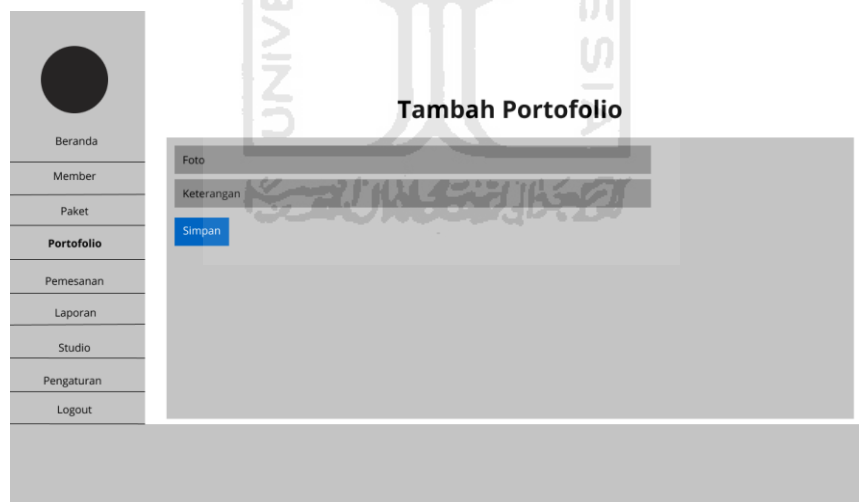 Tambah Portofolio
Beranda
Member
Paket
Portofolio
Pemesanan
Laporan
Studio
Pengaturan
Logout
Foto
Keterangan
Simpan